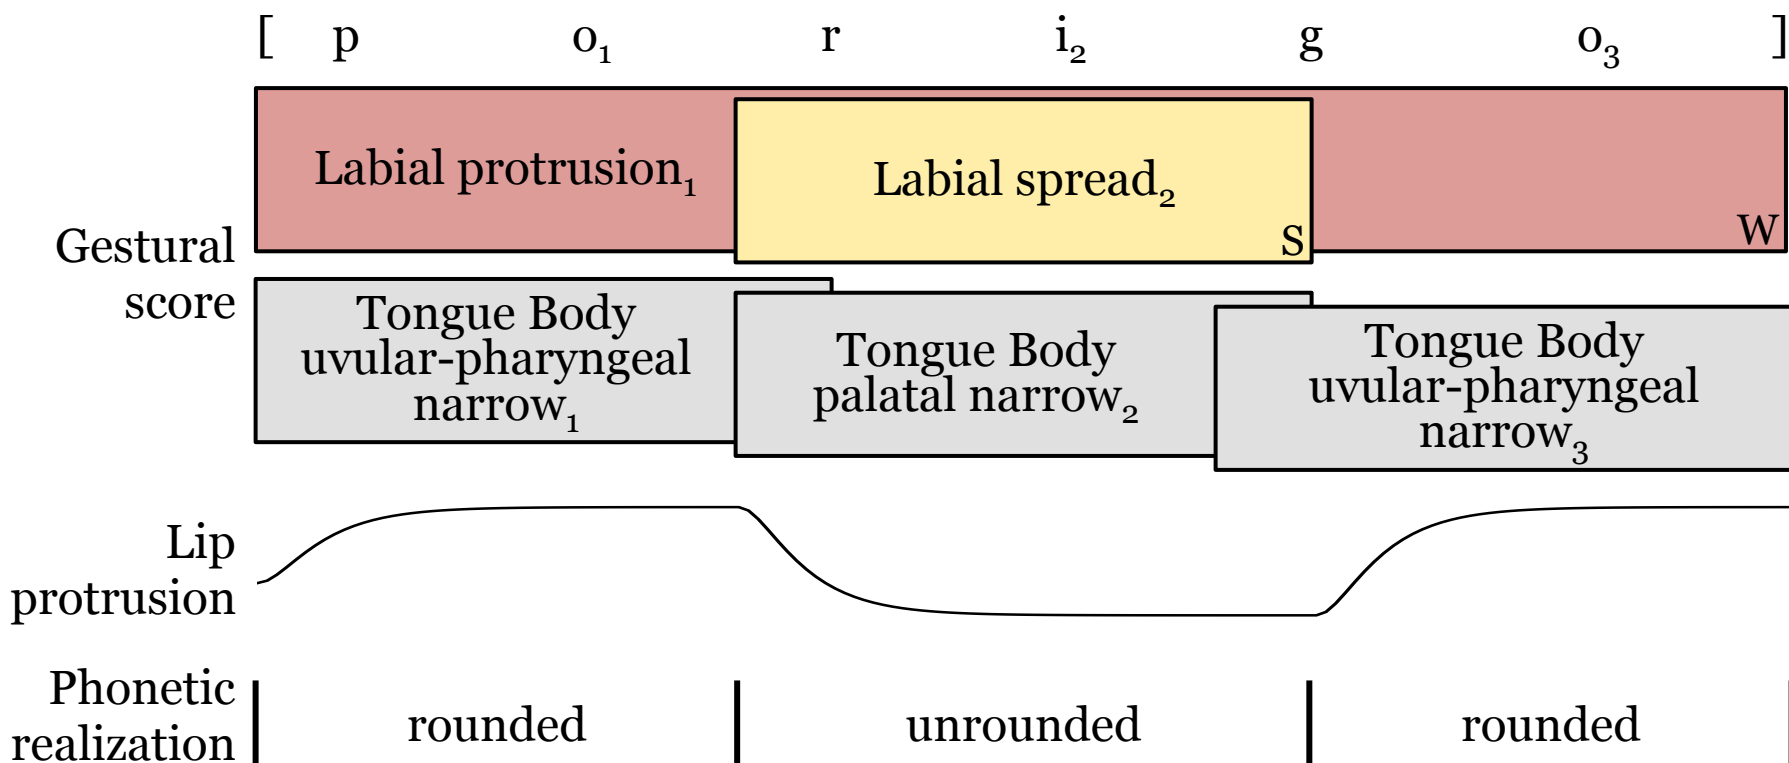 [ p o₁ r i₂ g o₃ ]
Labial protrusion₁
Labial spread₂
S
W
Gestural
score
Tongue Body
uvular-pharyngeal
narrow₁
Tongue Body
palatal narrow₂
Tongue Body
uvular-pharyngeal
narrow₃
Lip
protrusion
Phonetic
realization
rounded
unrounded
rounded